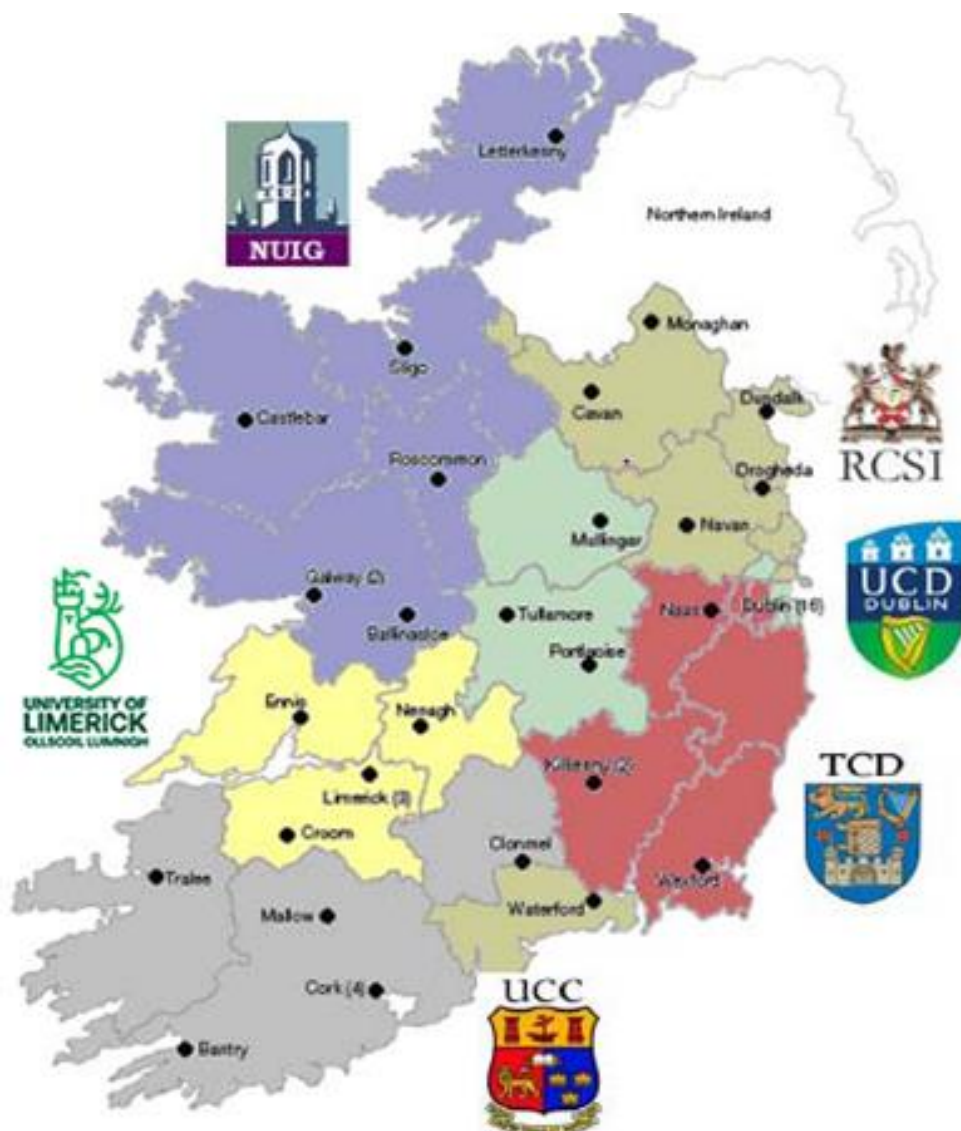 Letterkenny
Northern Ireland
NUIG
Monaghan
Sligo
Cavan
Dundalk
Castlebar
Roscommon
Drogheda
RCSI
Mullingar
Navan
Galway (2)
Tullamore
Naas
Dublin (16)
UCD
DUBLIN
Ballinasloe
Portlaoise
UNIVERSITY OF
LIMERICK
OLLSCOIL LUIMNIGH
Ennis
Nenagh
Kilkenny (2)
TCD
Limerick (3)
Croom
Clonmel
Wexford
Tralee
Mallow
Waterford
Cork (4)
UCC
Bantry